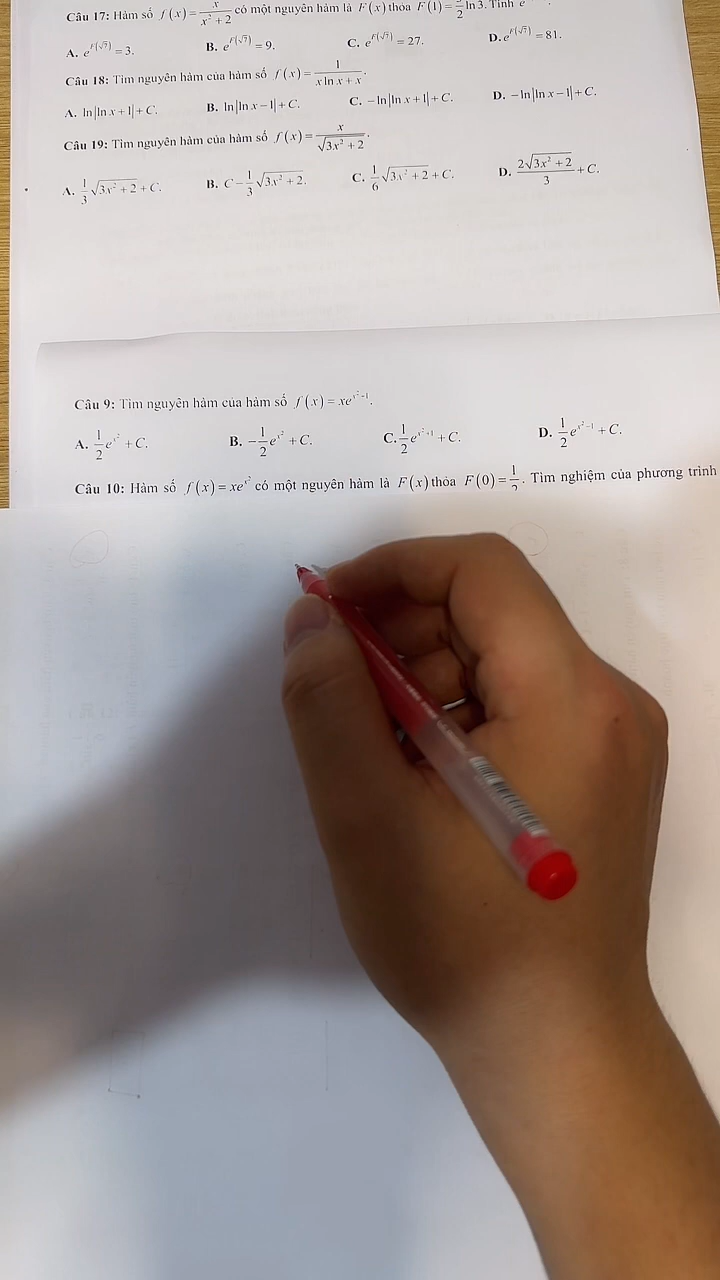 Câu 17: Hàm số f(x) = x/(x² + 2) có một nguyên hàm là F(x) thỏa F(1) = /2 ln3. Tính e
A. e^{F(√7)} = 3. B. e^{F(√7)} = 9. C. e^{F(√7)} = 27. D. e^{F(√7)} = 81.
Câu 18: Tìm nguyên hàm của hàm số f(x) = 1/(x ln x + x).
A. ln|ln x + 1| + C. B. ln|ln x − 1| + C. C. −ln|ln x + 1| + C. D. −ln|ln x − 1| + C.
Câu 19: Tìm nguyên hàm của hàm số f(x) = x/√(3x² + 2).
A. 1/3 √(3x² + 2) + C. B. C − 1/3 √(3x² + 2). C. 1/6 √(3x² + 2) + C. D. 2√(3x² + 2)/3 + C.
Câu 9: Tìm nguyên hàm của hàm số f(x) = xe^{x²−1}.
A. 1/2 e^{x²} + C. B. −1/2 e^{x²} + C. C. 1/2 e^{x²+1} + C. D. 1/2 e^{x²−1} + C.
Câu 10: Hàm số f(x) = xe^{x²} có một nguyên hàm là F(x) thỏa F(0) = 1/2. Tìm nghiệm của phương trình